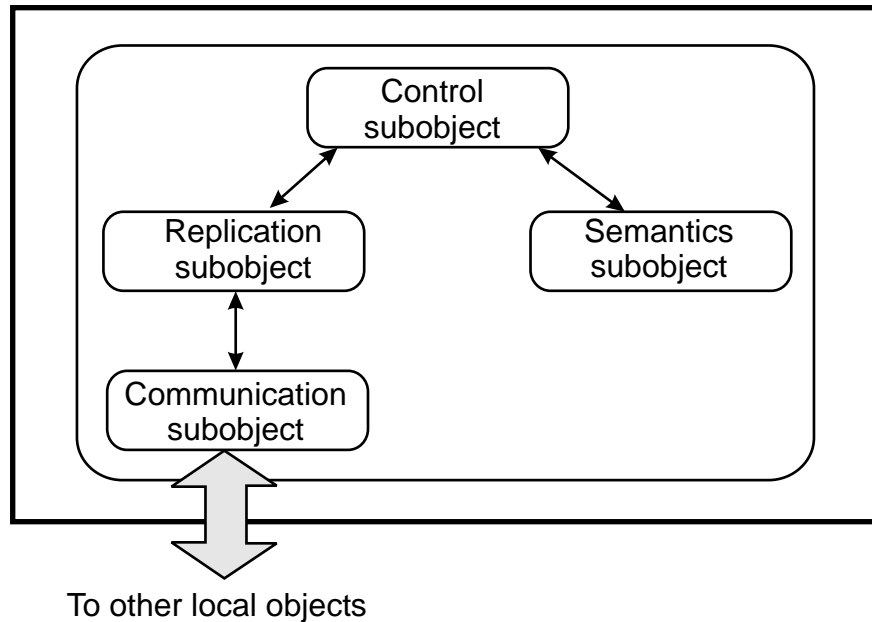 Control
subobject
Replication
subobject
Semantics
subobject
Communication
subobject
To other local objects